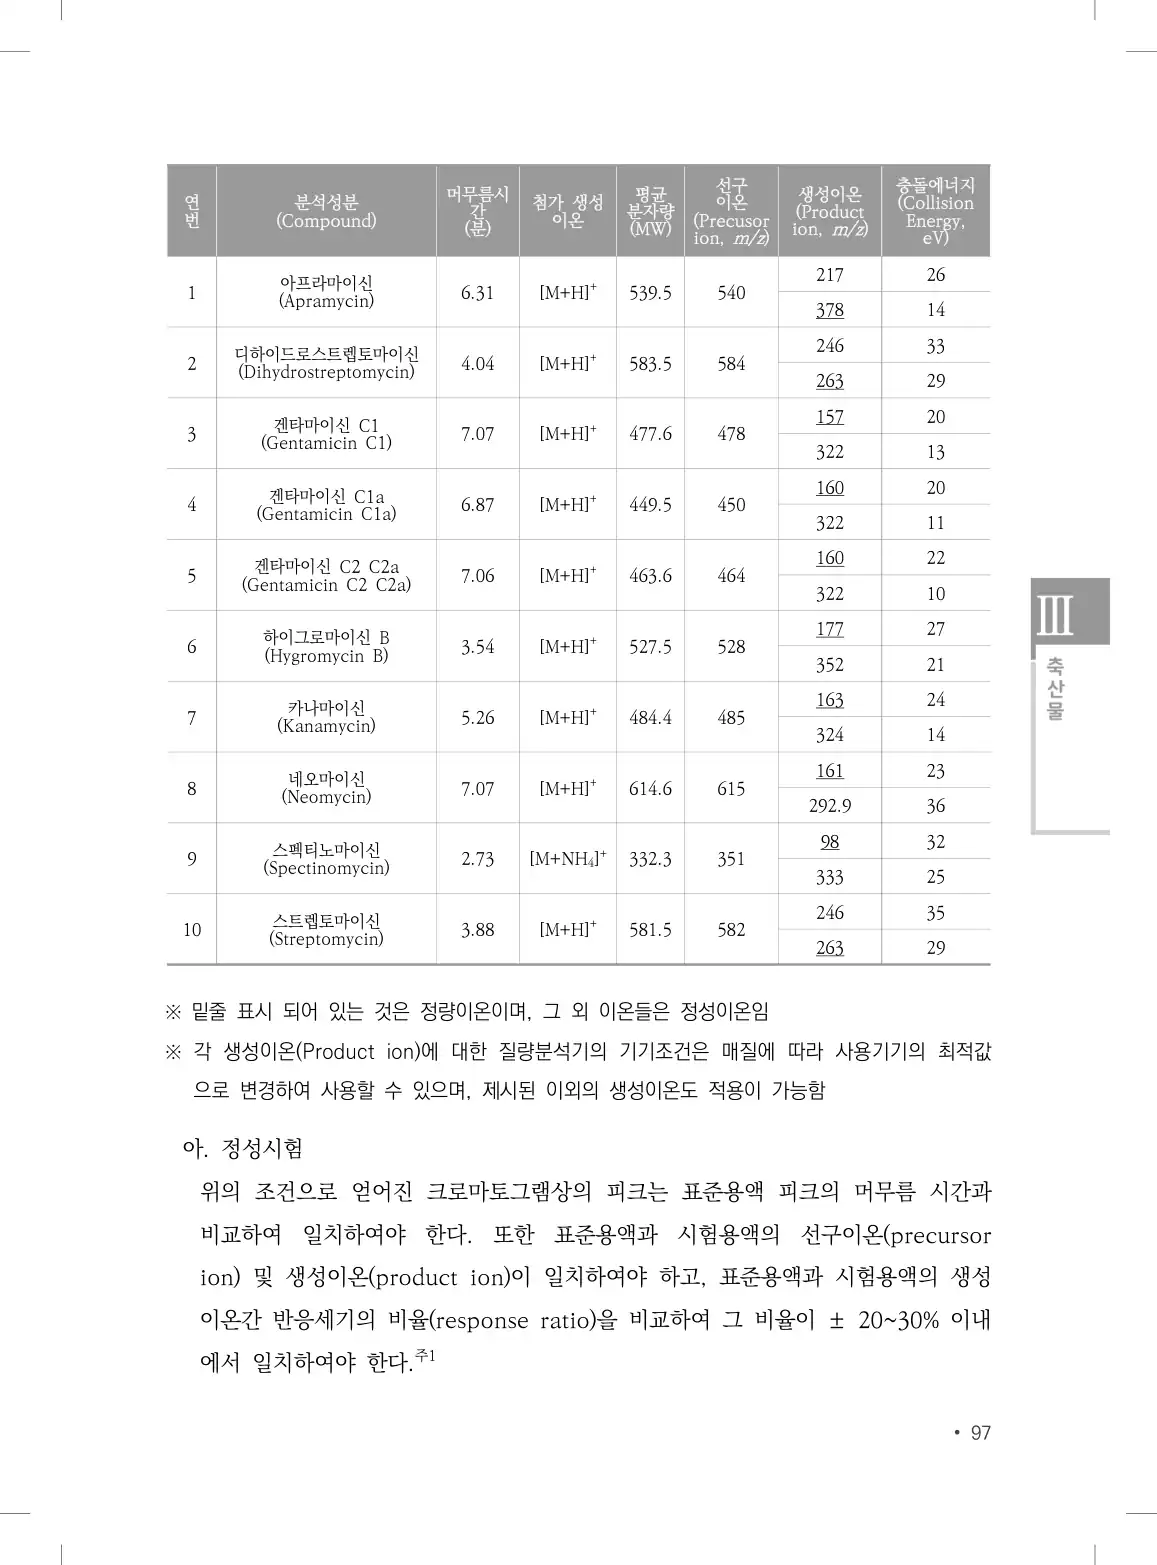 연번 분석성분 (Compound) 머무름시간 (분) 첨가 생성 이온 평균 분자량 (MW) 선구 이온 (Precusor ion, m/z) 생성이온 (Product ion, m/z) 충돌에너지 (Collision Energy, eV)
1 아프라마이신 (Apramycin) 6.31 [M+H]+ 539.5 540 217 26
378 14
2 디하이드로스트렙토마이신 (Dihydrostreptomycin) 4.04 [M+H]+ 583.5 584 246 33
263 29
3 겐타마이신 C1 (Gentamicin C1) 7.07 [M+H]+ 477.6 478 157 20
322 13
4 겐타마이신 C1a (Gentamicin C1a) 6.87 [M+H]+ 449.5 450 160 20
322 11
5 겐타마이신 C2 C2a (Gentamicin C2 C2a) 7.06 [M+H]+ 463.6 464 160 22
322 10
6 하이그로마이신 B (Hygromycin B) 3.54 [M+H]+ 527.5 528 177 27
352 21
7 카나마이신 (Kanamycin) 5.26 [M+H]+ 484.4 485 163 24
324 14
8 네오마이신 (Neomycin) 7.07 [M+H]+ 614.6 615 161 23
292.9 36
9 스펙티노마이신 (Spectinomycin) 2.73 [M+NH4]+ 332.3 351 98 32
333 25
10 스트렙토마이신 (Streptomycin) 3.88 [M+H]+ 581.5 582 246 35
263 29
※ 밑줄 표시 되어 있는 것은 정량이온이며, 그 외 이온들은 정성이온임
※ 각 생성이온(Product ion)에 대한 질량분석기의 기기조건은 매질에 따라 사용기기의 최적값
으로 변경하여 사용할 수 있으며, 제시된 이외의 생성이온도 적용이 가능함
아. 정성시험
위의 조건으로 얻어진 크로마토그램상의 피크는 표준용액 피크의 머무름 시간과
비교하여 일치하여야 한다. 또한 표준용액과 시험용액의 선구이온(precursor
ion) 및 생성이온(product ion)이 일치하여야 하고, 표준용액과 시험용액의 생성
이온간 반응세기의 비율(response ratio)을 비교하여 그 비율이 ± 20~30% 이내
에서 일치하여야 한다.주1
Ⅲ
축산물
• 97